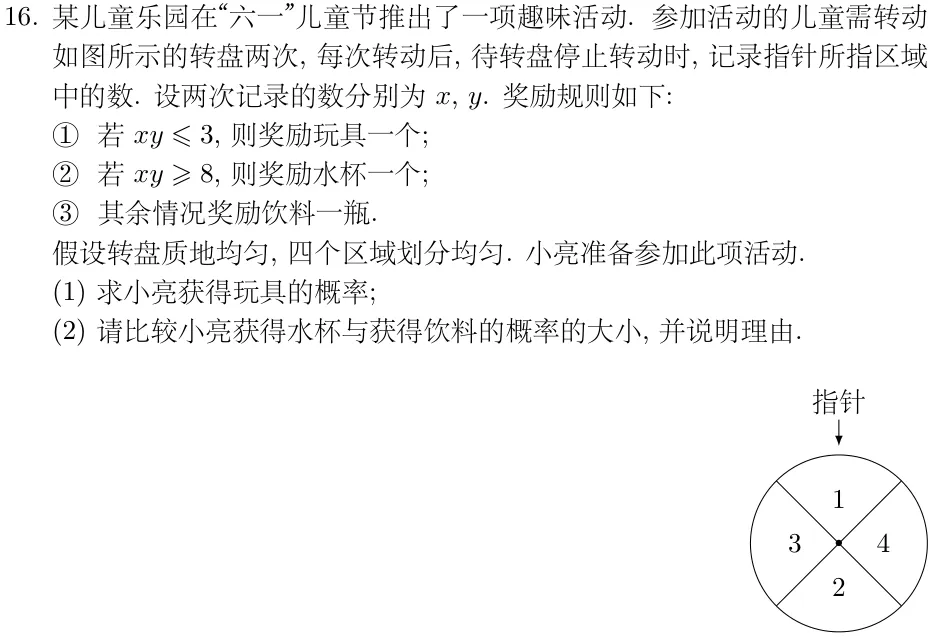 16. 某儿童乐园在“六一”儿童节推出了一项趣味活动. 参加活动的儿童需转动
如图所示的转盘两次, 每次转动后, 待转盘停止转动时, 记录指针所指区域
中的数. 设两次记录的数分别为 x, y. 奖励规则如下:
① 若 xy ⩽ 3, 则奖励玩具一个;
② 若 xy ⩾ 8, 则奖励水杯一个;
③ 其余情况奖励饮料一瓶.
假设转盘质地均匀, 四个区域划分均匀. 小亮准备参加此项活动.
(1) 求小亮获得玩具的概率;
(2) 请比较小亮获得水杯与获得饮料的概率的大小, 并说明理由.
指针
1
3 4
2